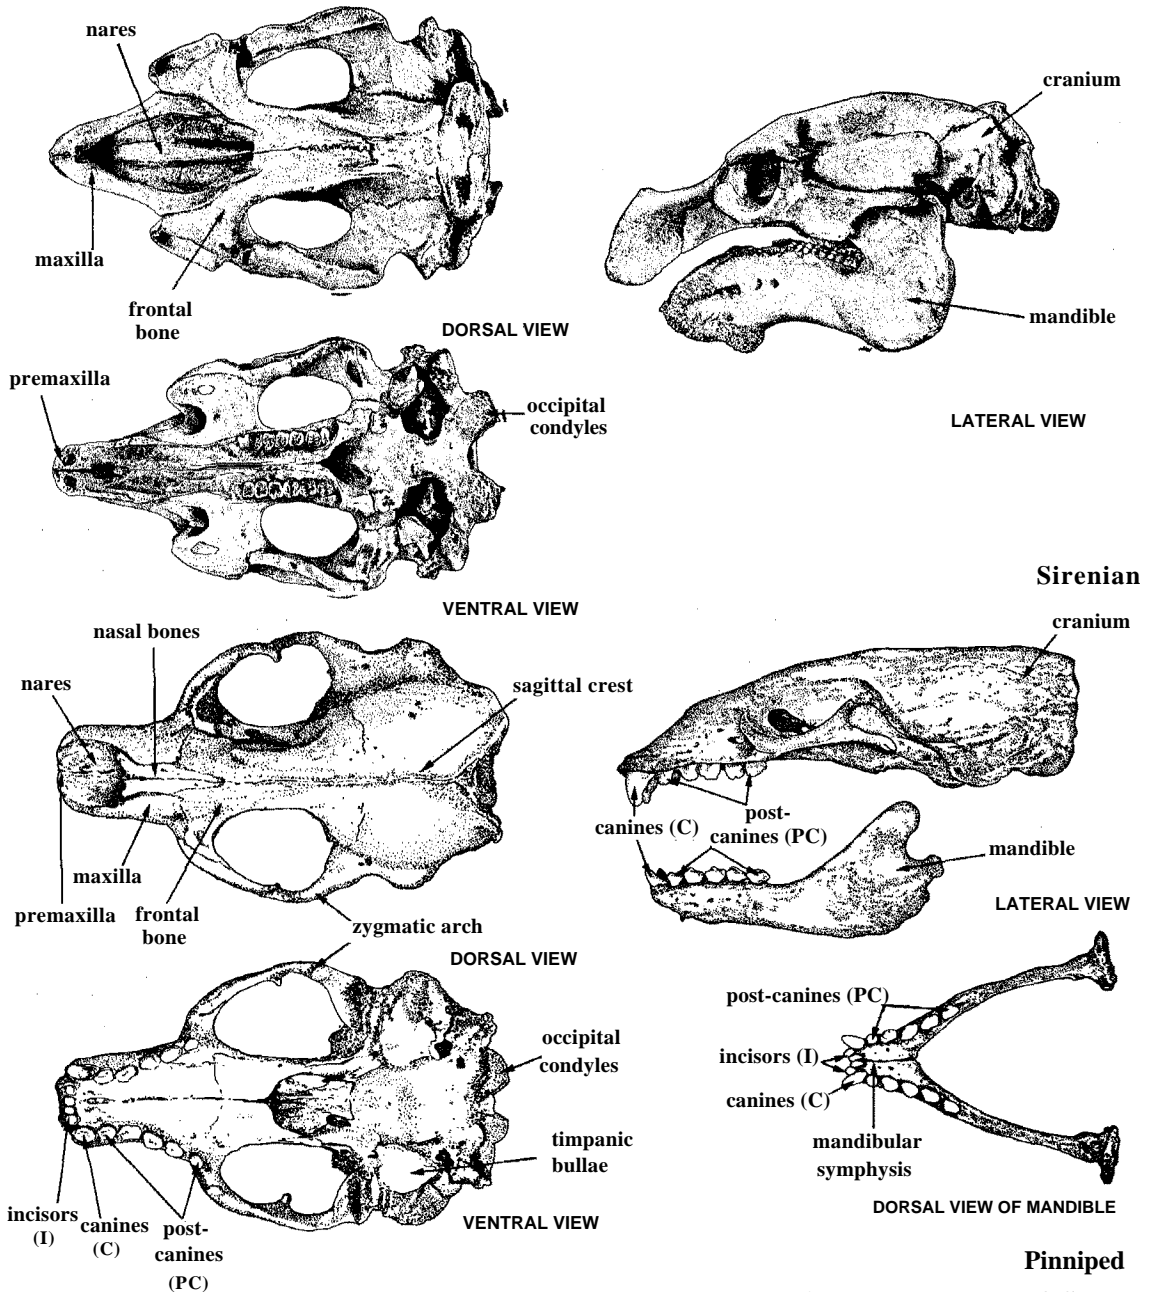 nares
cranium
maxilla
frontal
bone
mandible
DORSAL VIEW
premaxilla
occipital
condyles
LATERAL VIEW
Sirenian
VENTRAL VIEW
nasal bones
cranium
nares
sagittal crest
post-
canines (PC)
canines (C)
mandible
maxilla
premaxilla
frontal
bone
LATERAL VIEW
zygmatic arch
DORSAL VIEW
post-canines (PC)
occipital
condyles
incisors (I)
canines (C)
timpanic
bullae
mandibular
symphysis
DORSAL VIEW OF MANDIBLE
incisors
(I)
canines
(C)
post-
canines
(PC)
VENTRAL VIEW
Pinniped